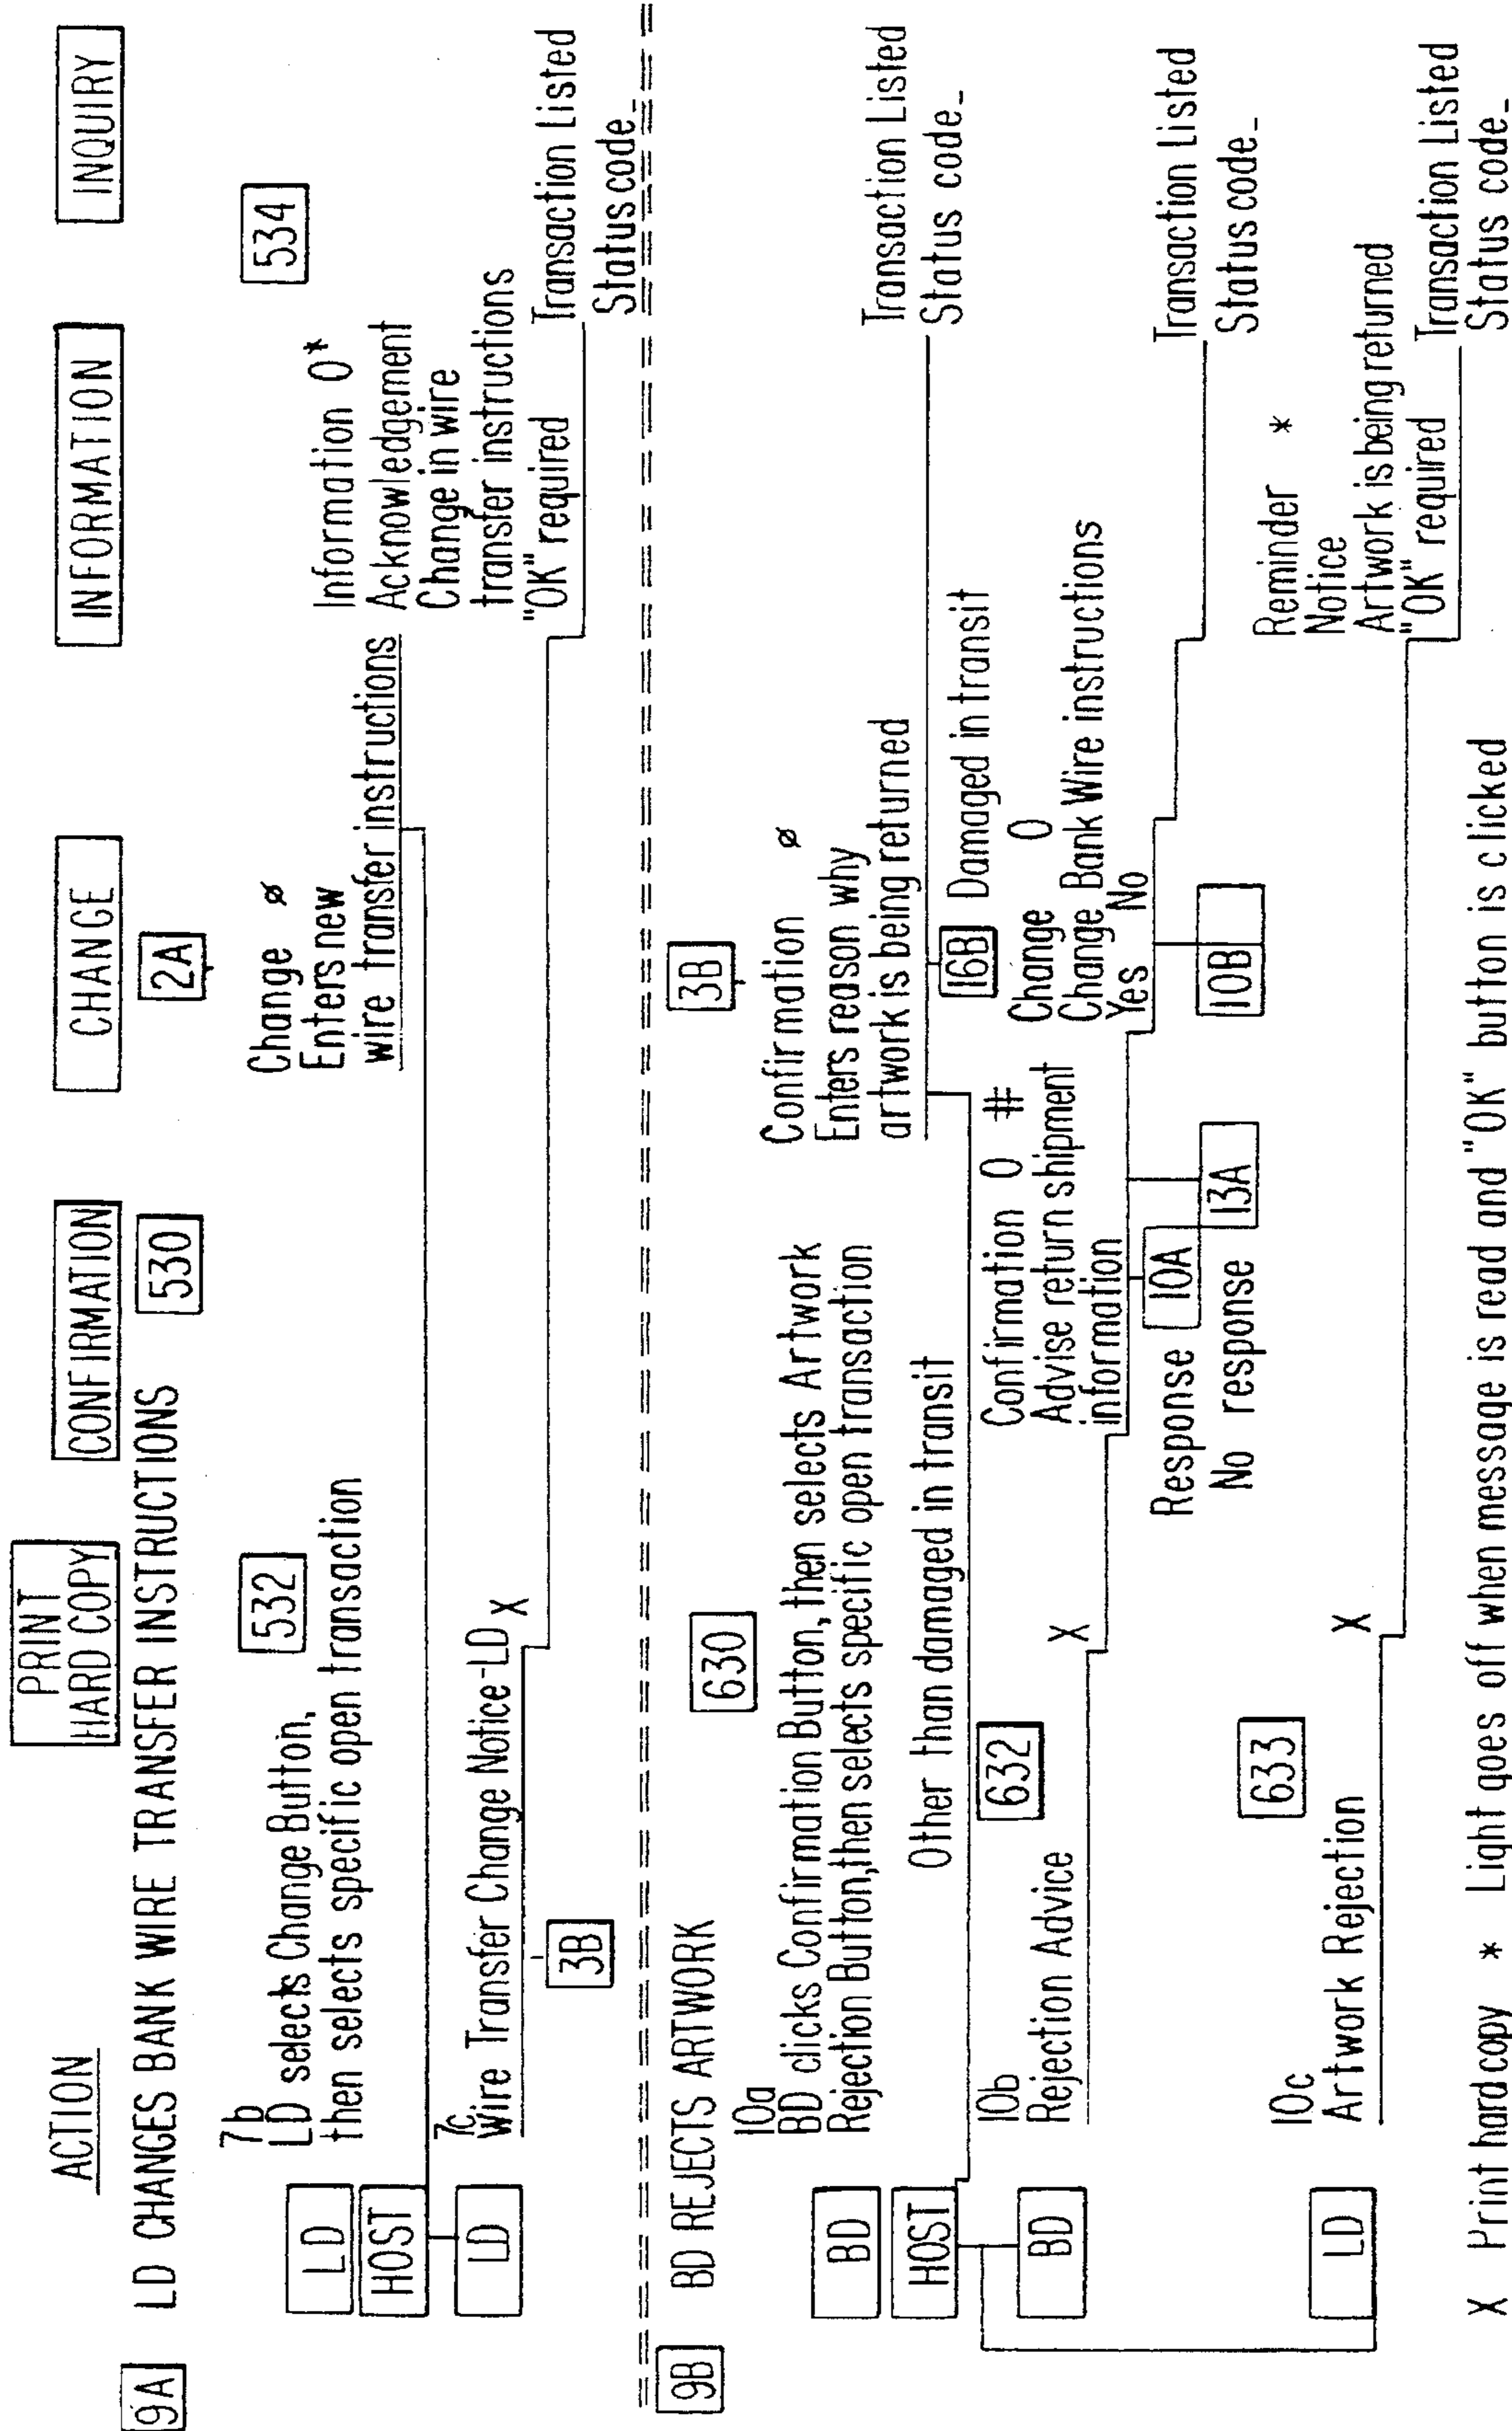 ACTION
PRINT
HARD COPY
CONFIRMATION
CHANGE
INFORMATION
INQUIRY
9A
LD CHANGES BANK WIRE TRANSFER INSTRUCTIONS
530
2A
7b
LD selects Change Button,
then selects specific open transaction
532
534
Change ø
Enters new
wire transfer instructions
Information O*
Acknowledgement
Change in wire
transfer instructions
"OK" required
LD
HOST
LD
7c
Wire Transfer Change Notice-LD X
3B
Transaction Listed
Status code_
9B
BD REJECTS ARTWORK
630
3B
10a
BD clicks Confirmation Button, then selects Artwork
Rejection Button, then selects specific open transaction
Confirmation ø
Enters reason why
artwork is being returned
BD
HOST
Other than damaged in transit
16B
Damaged in transit
Transaction Listed
Status code_
BD
10b
Rejection Advice
632
X
Confirmation O #
Advise return shipment
information
Response
10A
No response
13A
Change O
Change Bank Wire instructions
Yes No
10B
Transaction Listed
Status code_
LD
10c
Artwork Rejection
633
X
Reminder *
Notice
Artwork is being returned
"OK" required
Transaction Listed
Status code_
X Print hard copy * Light goes off when message is read and "OK" button is clicked